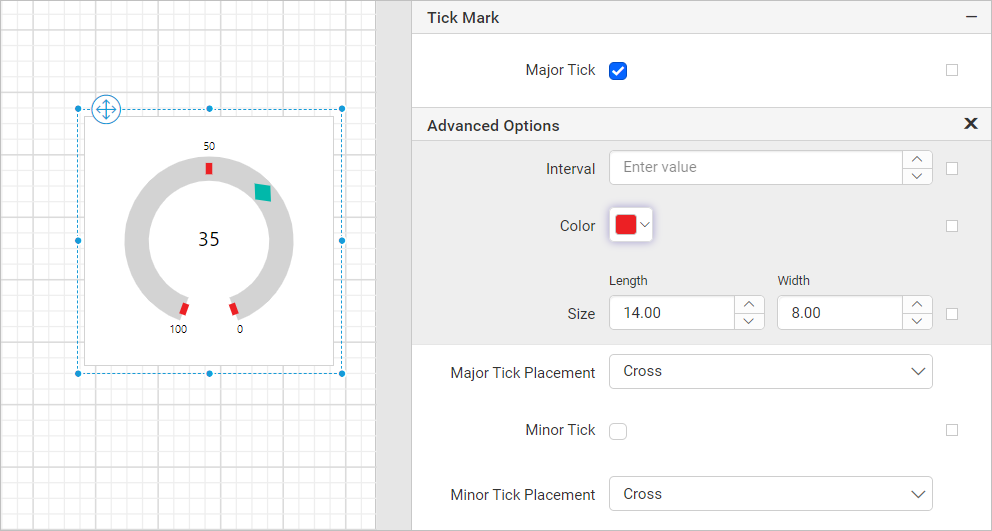 Tick Mark
Major Tick
Advanced Options
Interval
Enter value
Color
Length
Width
Size
14.00
8.00
Major Tick Placement
Cross
Minor Tick
Minor Tick Placement
Cross
50
35
100
0